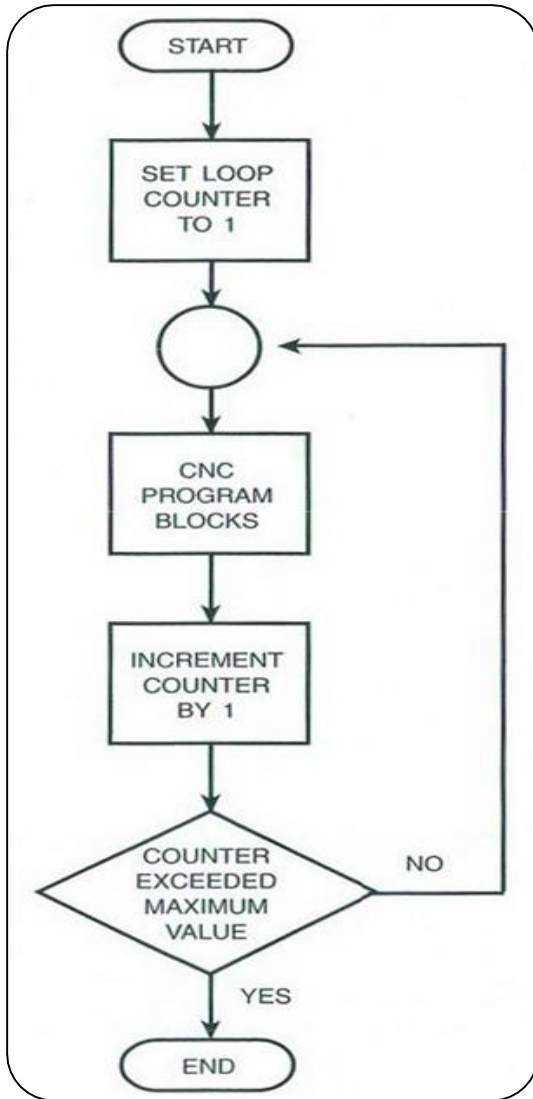 START
SET LOOP
COUNTER
TO 1
CNC
PROGRAM
BLOCKS
INCREMENT
COUNTER
BY 1
COUNTER
EXCEEDED
MAXIMUM
VALUE
NO
YES
END